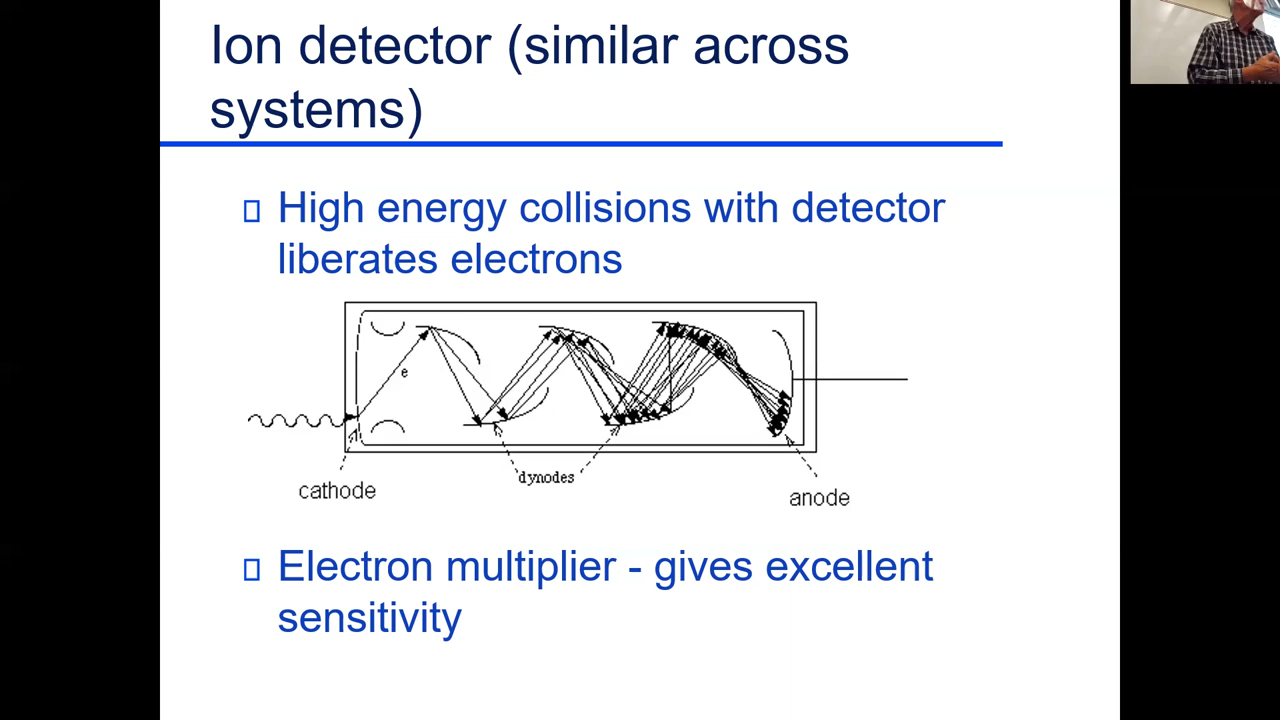 Ion detector (similar across
systems)
High energy collisions with detector
liberates electrons
e
dynodes
cathode
anode
Electron multiplier - gives excellent
sensitivity